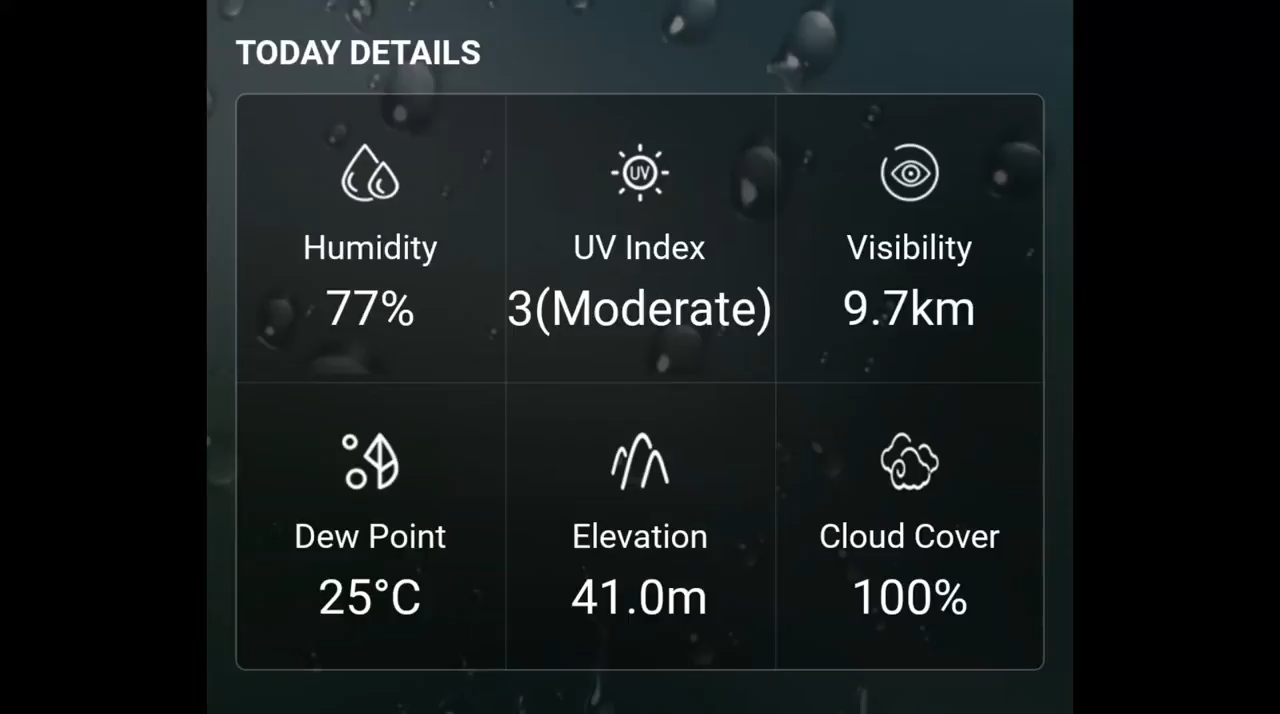 TODAY DETAILS
UV
Humidity
UV Index
Visibility
77%
3(Moderate)
9.7km
Dew Point
Elevation
Cloud Cover
25°C
41.0m
100%